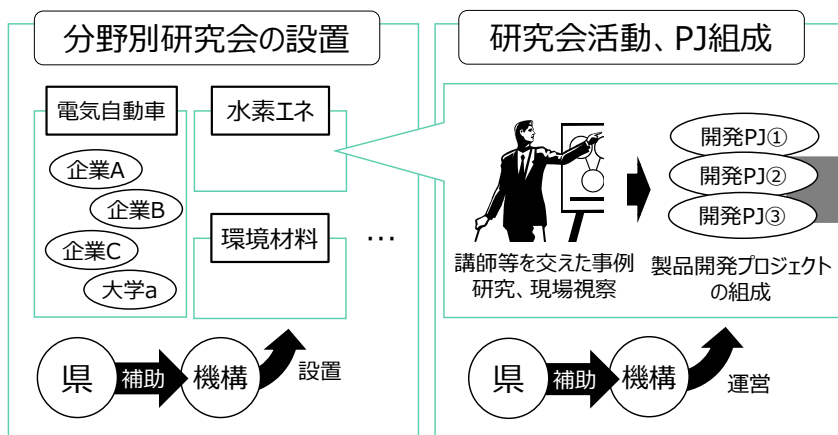 分野別研究会の設置
電気自動車
企業A
企業B
企業C
大学a
水素エネ
環境材料
…
県
補助
機構
設置
研究会活動、PJ組成
講師等を交えた事例
研究、現場視察
開発PJ①
開発PJ②
開発PJ③
製品開発プロジェクト
の組成
県
補助
機構
運営